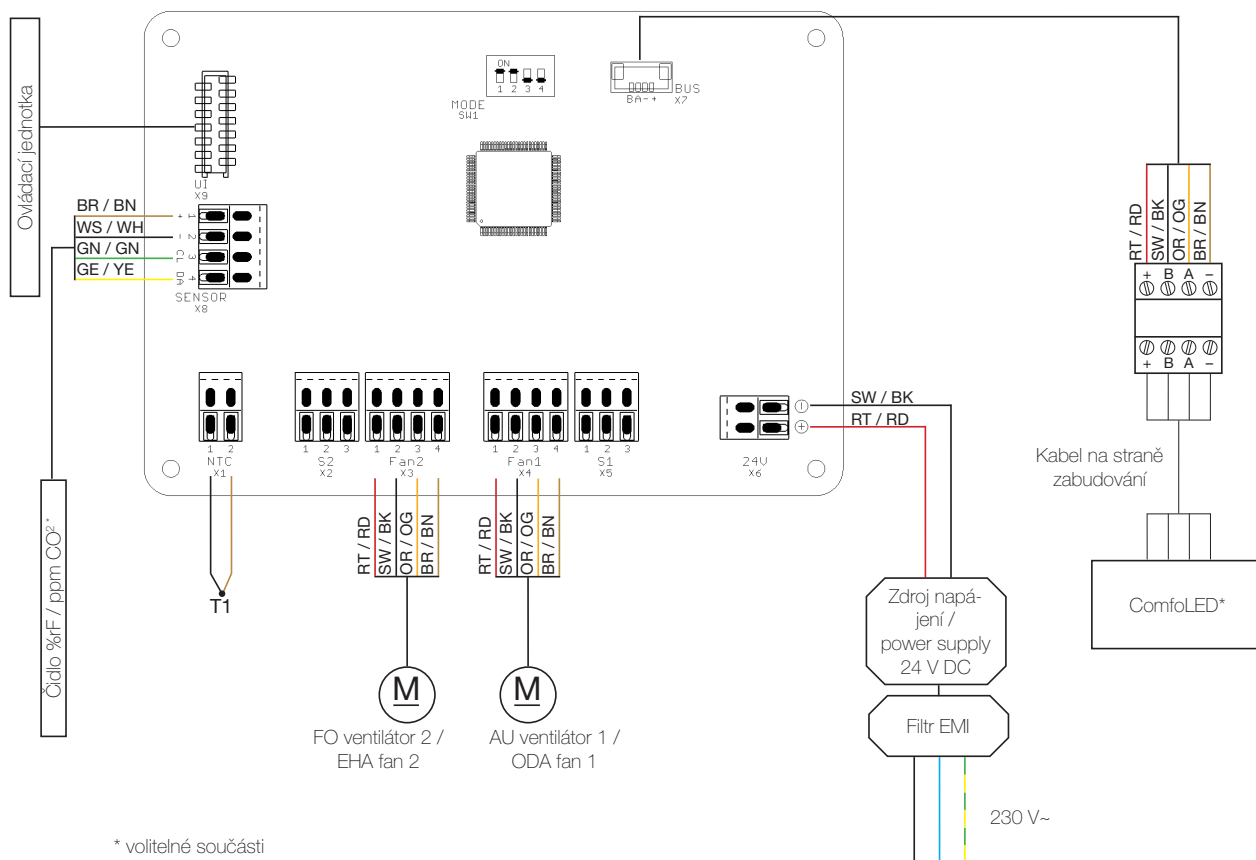 Ovládací jednotka
UI
X9
MODE
SW1
ON
1 2 3 4
BA-+
BUS
X7
BR / BN
WS / WH
GN / GN
GE / YE
+ 1
- 2
CL 3
DA 4
SENSOR
X8
RT / RD
SW / BK
OR / OG
BR / BN
+ B A −
+ B A −
1 2
NTC
X1
1 2 3
S2
X2
1 2 3 4
Fan2
X3
1 2 3 4
Fan1
X4
1 2 3
S1
X5
24V
X6
−
+
SW / BK
RT / RD
Kabel na straně
zabudování
Čidlo %rF / ppm CO² *
T1
RT / RD
SW / BK
OR / OG
BR / BN
RT / RD
SW / BK
OR / OG
BR / BN
M
FO ventilátor 2 /
EHA fan 2
M
AU ventilátor 1 /
ODA fan 1
Zdroj napá-
jení /
power supply
24 V DC
Filtr EMI
ComfoLED*
230 V~
* volitelné součásti